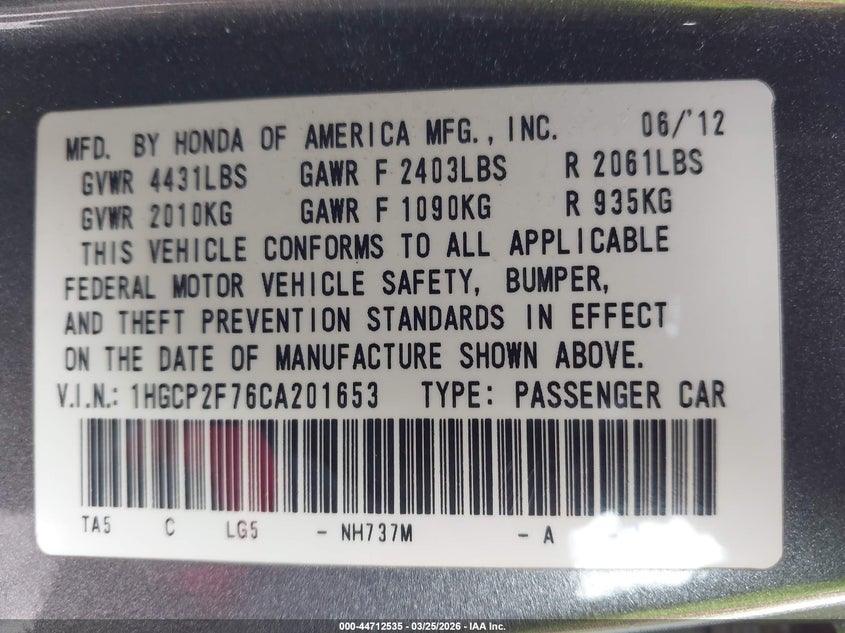 MFD. BY HONDA OF AMERICA MFG., INC. 06/'12
GVWR 4431LBS GAWR F 2403LBS R 2061LBS
GVWR 2010KG GAWR F 1090KG R 935KG
THIS VEHICLE CONFORMS TO ALL APPLICABLE
FEDERAL MOTOR VEHICLE SAFETY, BUMPER,
AND THEFT PREVENTION STANDARDS IN EFFECT
ON THE DATE OF MANUFACTURE SHOWN ABOVE.
V.I.N.: 1HGCP2F76CA201653 TYPE: PASSENGER CAR
TA5 C LG5 - NH737M - A
000-44712535 - 03/25/2026 - IAA Inc.